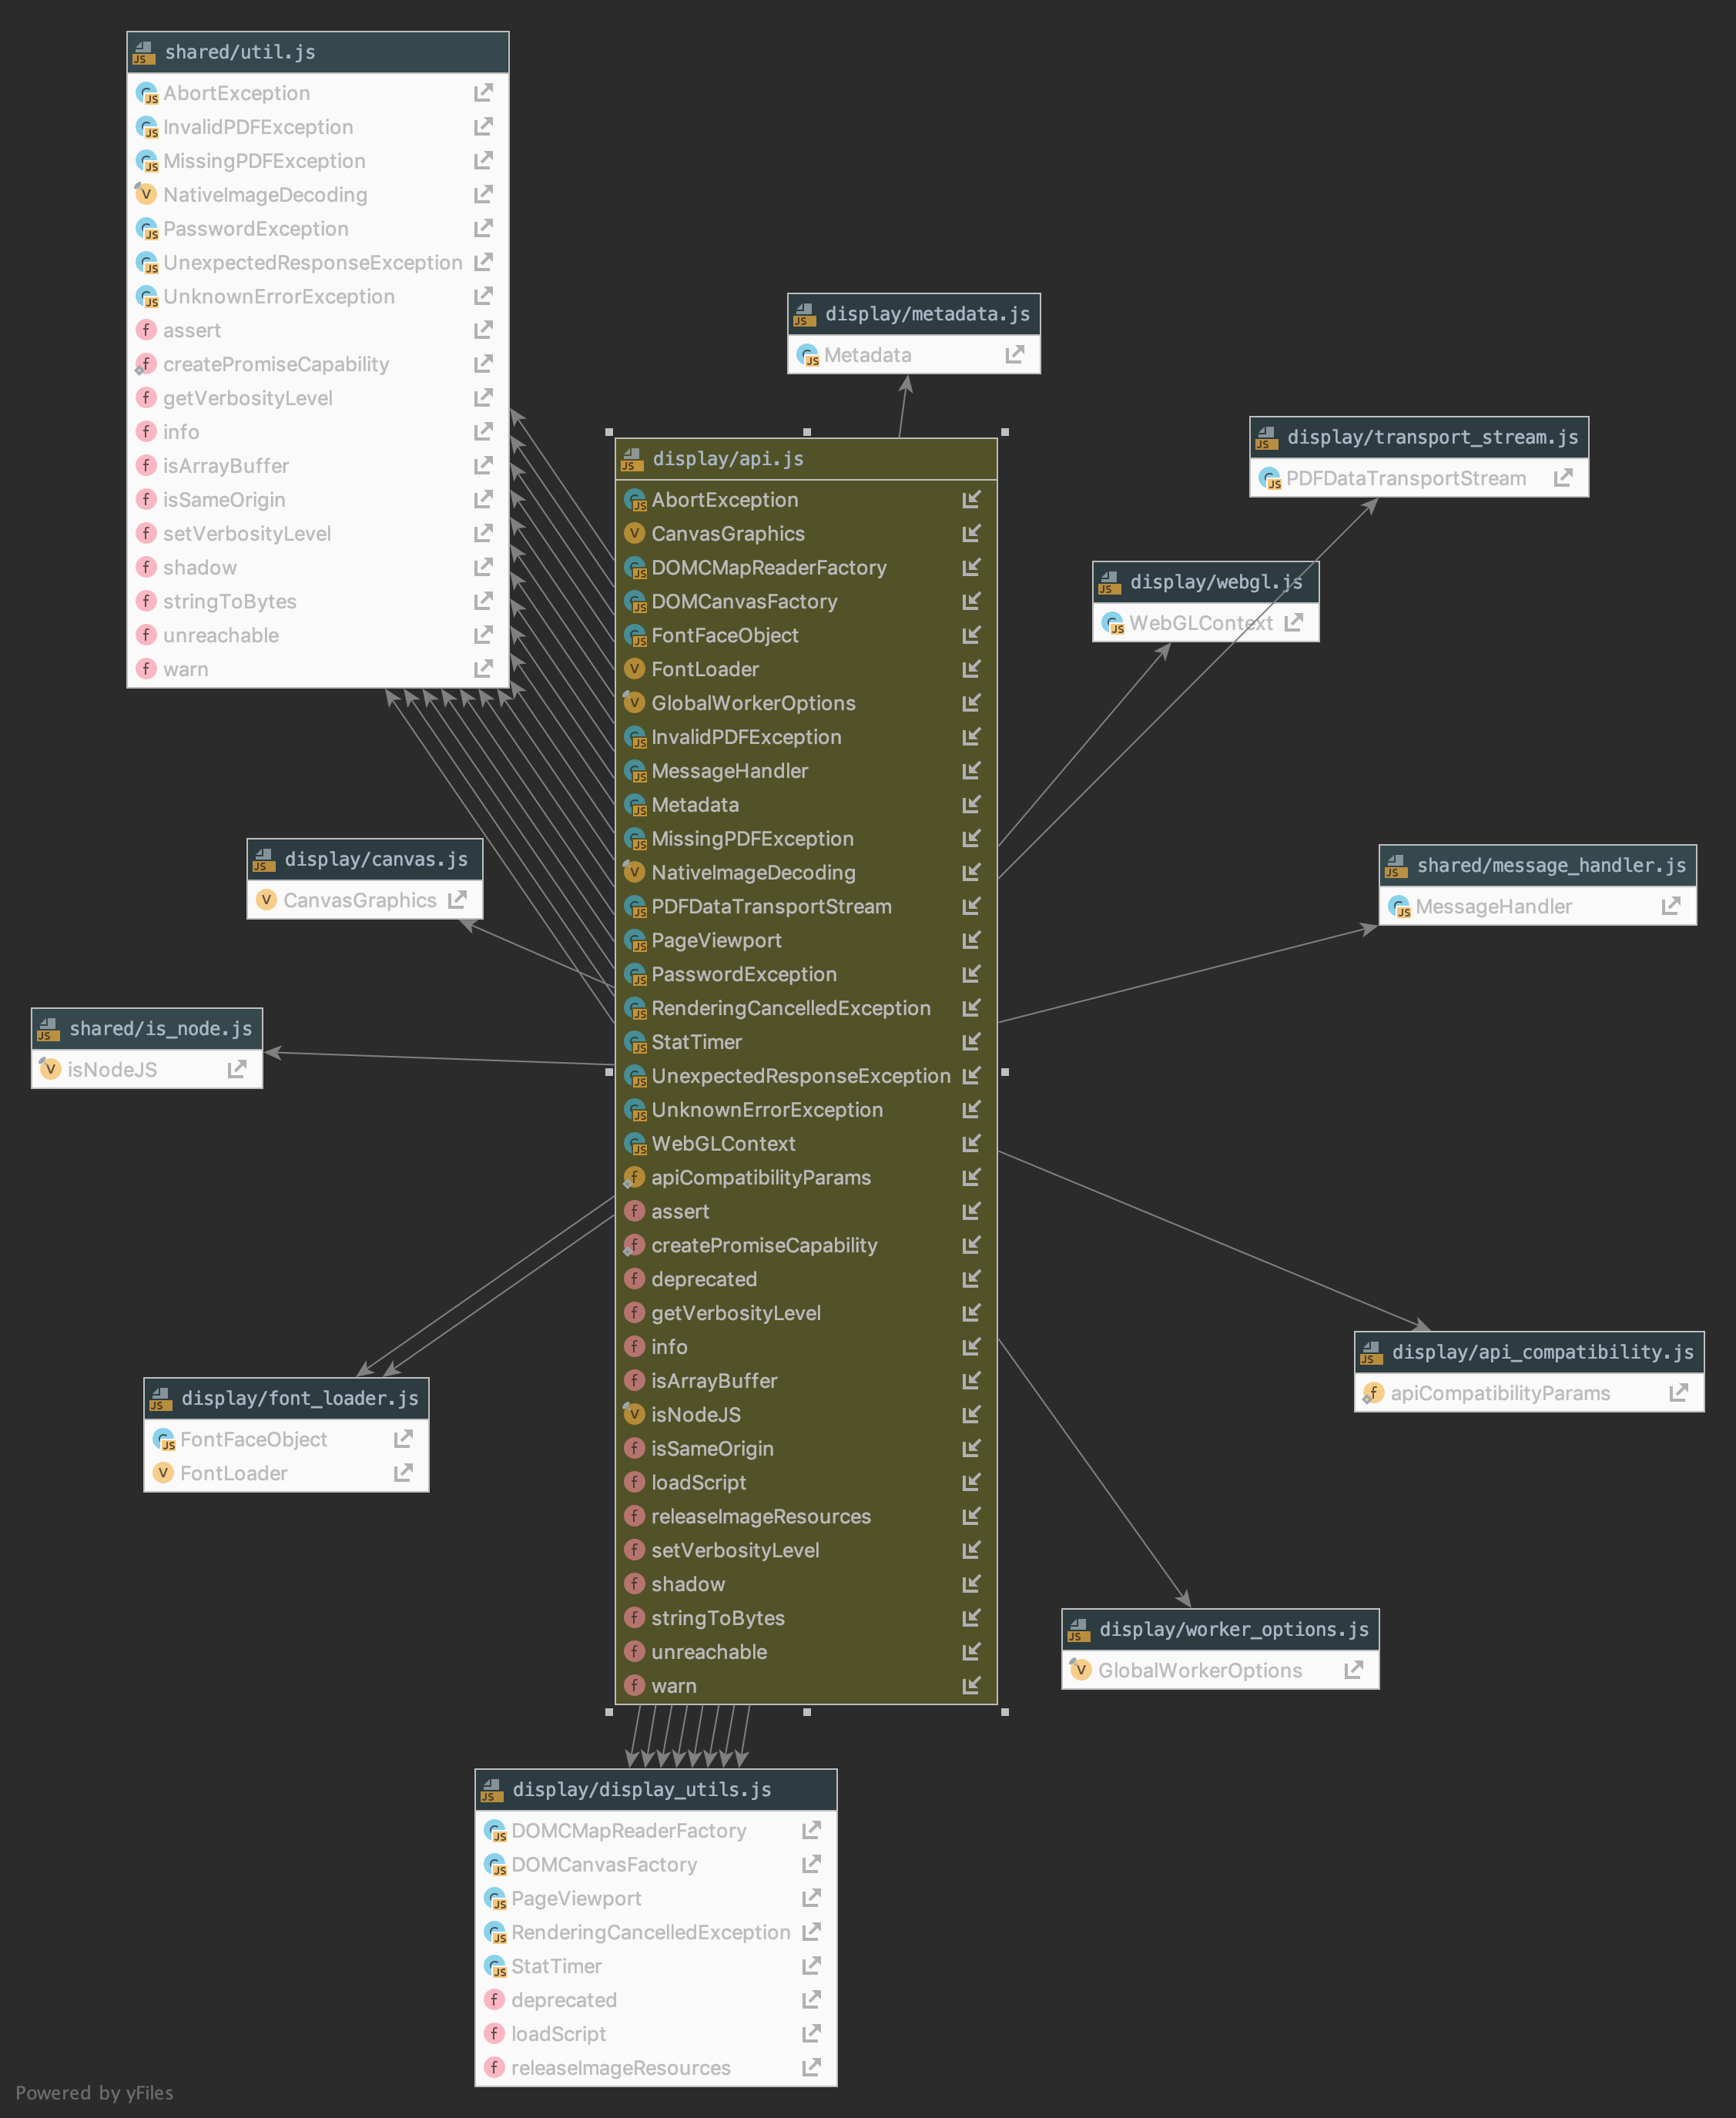 shared/util.js
AbortException
InvalidPDFException
MissingPDFException
NativeImageDecoding
PasswordException
UnexpectedResponseException
UnknownErrorException
assert
createPromiseCapability
getVerbosityLevel
info
isArrayBuffer
isSameOrigin
setVerbosityLevel
shadow
stringToBytes
unreachable
warn
display/metadata.js
Metadata
display/transport_stream.js
PDFDataTransportStream
display/webgl.js
WebGLContext
display/api.js
AbortException
CanvasGraphics
DOMCMapReaderFactory
DOMCanvasFactory
FontFaceObject
FontLoader
GlobalWorkerOptions
InvalidPDFException
MessageHandler
Metadata
MissingPDFException
NativeImageDecoding
PDFDataTransportStream
PageViewport
PasswordException
RenderingCancelledException
StatTimer
UnexpectedResponseException
UnknownErrorException
WebGLContext
apiCompatibilityParams
assert
createPromiseCapability
deprecated
getVerbosityLevel
info
isArrayBuffer
isNodeJS
isSameOrigin
loadScript
releaseImageResources
setVerbosityLevel
shadow
stringToBytes
unreachable
warn
display/canvas.js
CanvasGraphics
shared/message_handler.js
MessageHandler
shared/is_node.js
isNodeJS
display/api_compatibility.js
apiCompatibilityParams
display/font_loader.js
FontFaceObject
FontLoader
display/worker_options.js
GlobalWorkerOptions
display/display_utils.js
DOMCMapReaderFactory
DOMCanvasFactory
PageViewport
RenderingCancelledException
StatTimer
deprecated
loadScript
releaseImageResources
Powered by yFiles